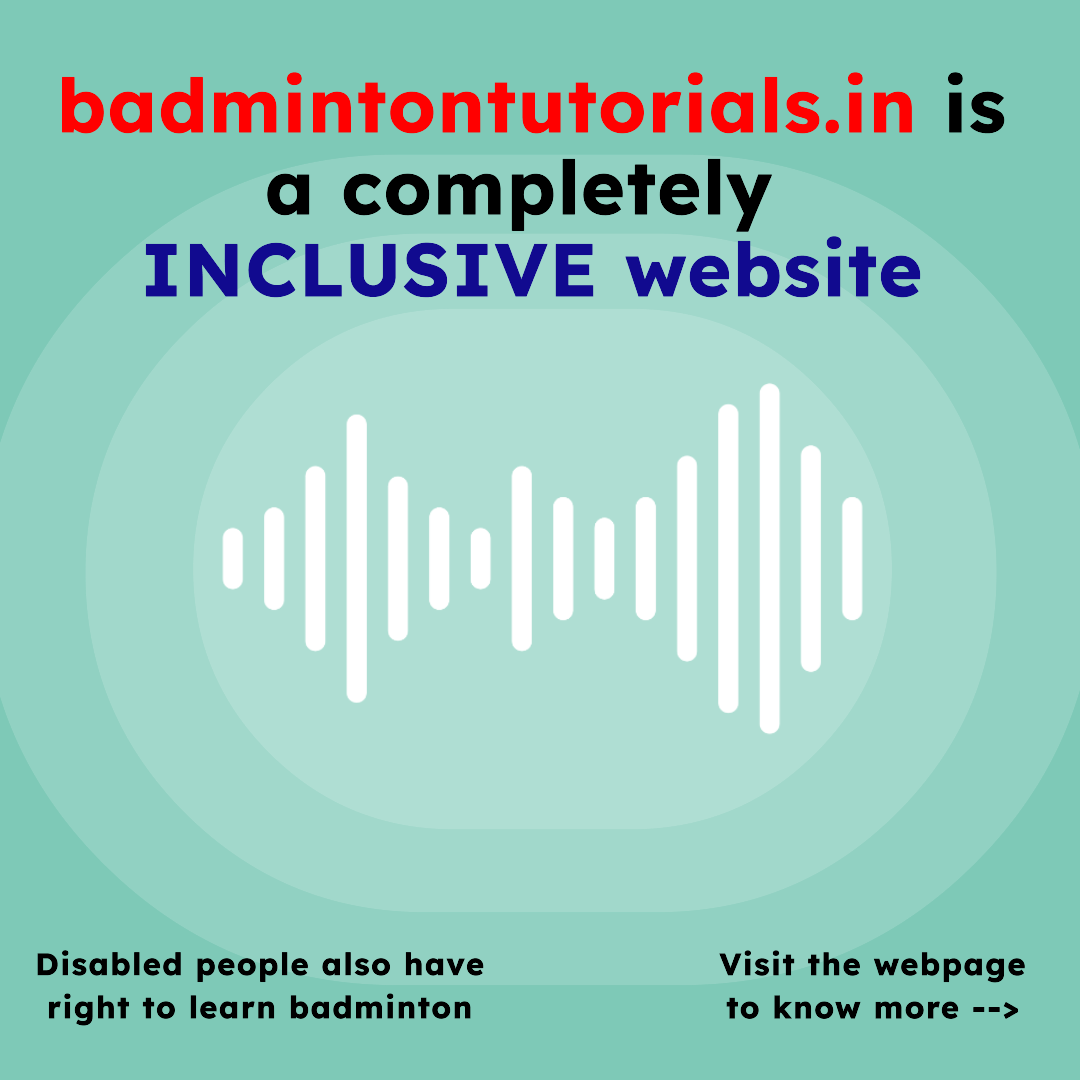 badmintontutorials.in is
a completely
INCLUSIVE website
Disabled people also have
right to learn badminton
Visit the webpage
to know more -->